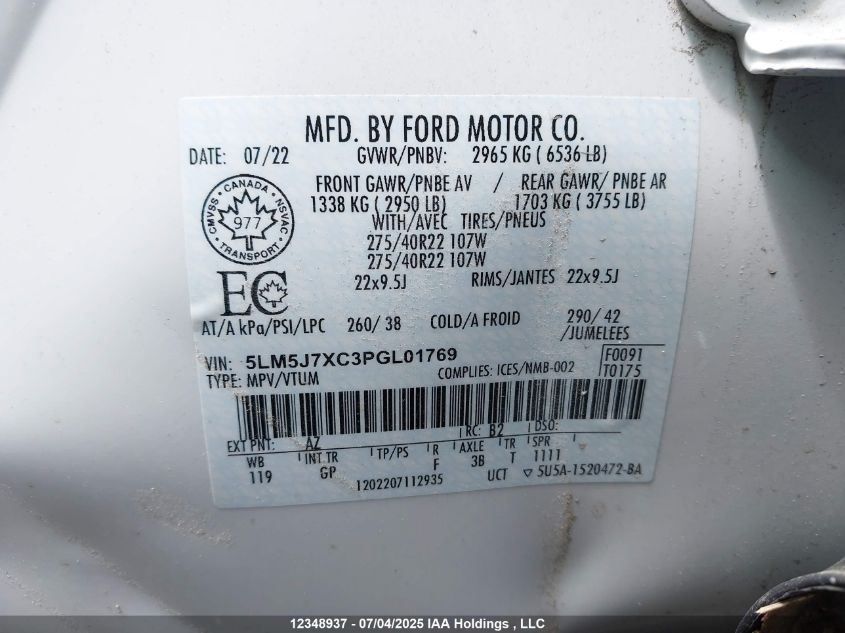 MFD. BY FORD MOTOR CO.
DATE: 07/22 GVWR/PNBV: 2965 KG ( 6536 LB)
FRONT GAWR/PNBE AV / REAR GAWR/ PNBE AR
1338 KG ( 2950 LB) 1703 KG ( 3755 LB)
WITH/AVEC TIRES/PNEUS
275/40R22 107W
275/40R22 107W
22x9.5J RIMS/JANTES 22x9.5J
CANADA
CMVSS NSVAC
977
TRANSPORT
EC
AT/A kPa/PSI/LPC 260/ 38 COLD/A FROID 290/ 42
/JUMELEES
VIN: 5LM5J7XC3PGL01769
F0091
TYPE: MPV/VTUM COMPLIES: ICES/NMB-002 T0175
EXT PNT: AZ RC: B2 DSO:
WB INT TR TP/PS R AXLE TR SPR
119 GP F 3B T 1111
1202207112935 UCT ▽ 5U5A-1520472-BA
12348937 - 07/04/2025 IAA Holdings , LLC